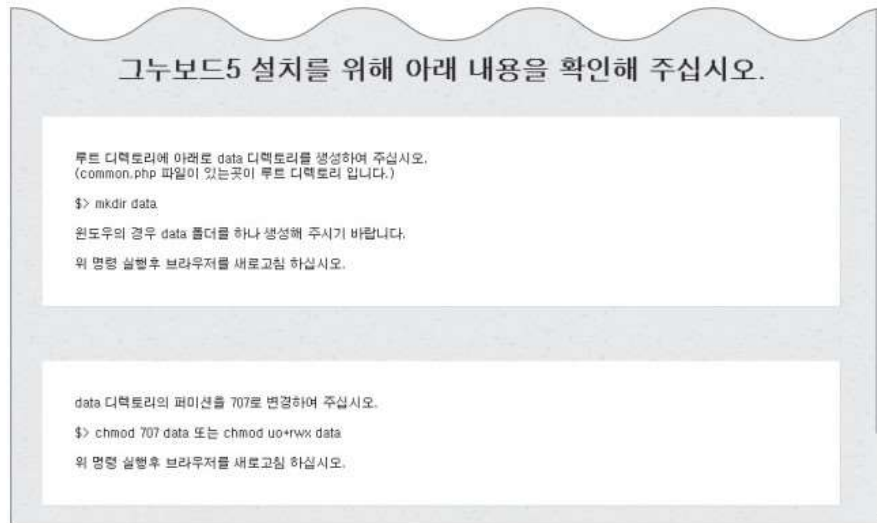 그누보드5 설치를 위해 아래 내용을 확인해 주십시오.
루트 디렉토리에 아래로 data 디렉토리를 생성하여 주십시오.
(common.php 파일이 있는곳이 루트 디렉토리 입니다.)
$> mkdir data
윈도우의 경우 data 폴더를 하나 생성해 주시기 바랍니다.
위 명령 실행후 브라우저를 새로고침 하십시오.
data 디렉토리의 퍼미션을 707로 변경하여 주십시오.
$> chmod 707 data 또는 chmod uo+rwx data
위 명령 실행후 브라우저를 새로고침 하십시오.